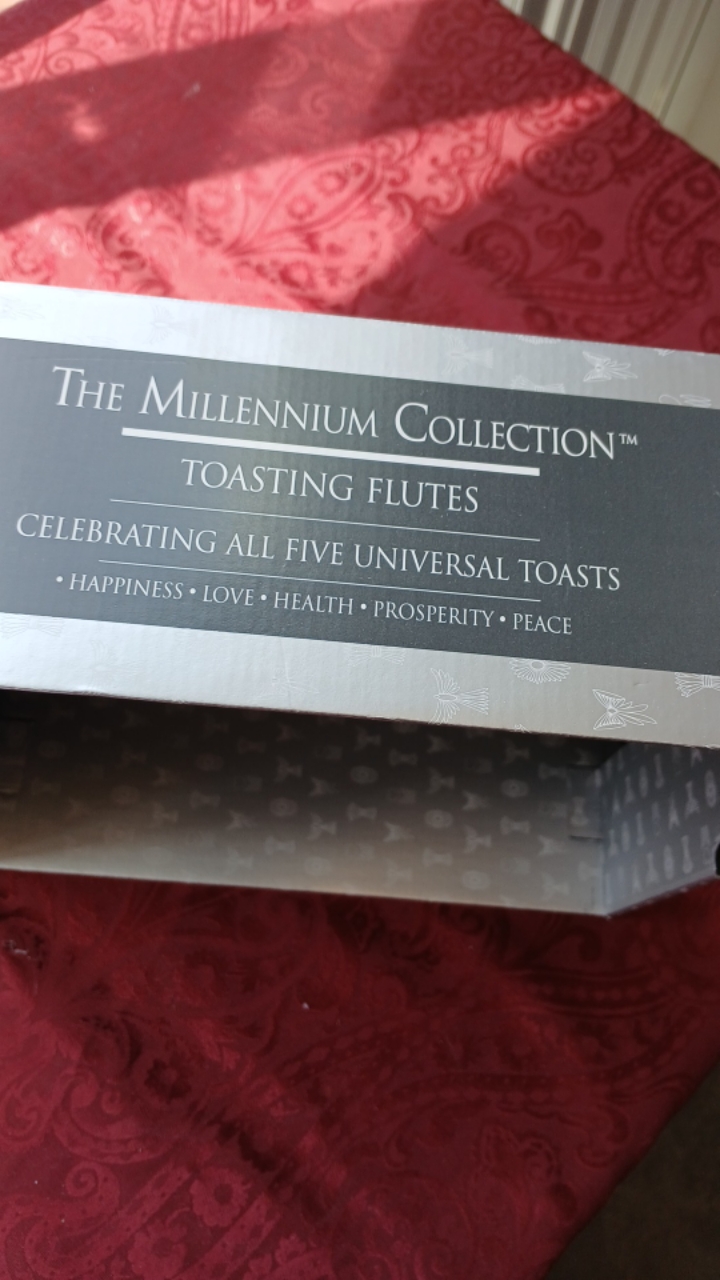 THE MILLENNIUM COLLECTION™
TOASTING FLUTES
CELEBRATING ALL FIVE UNIVERSAL TOASTS
• HAPPINESS • LOVE • HEALTH • PROSPERITY • PEACE